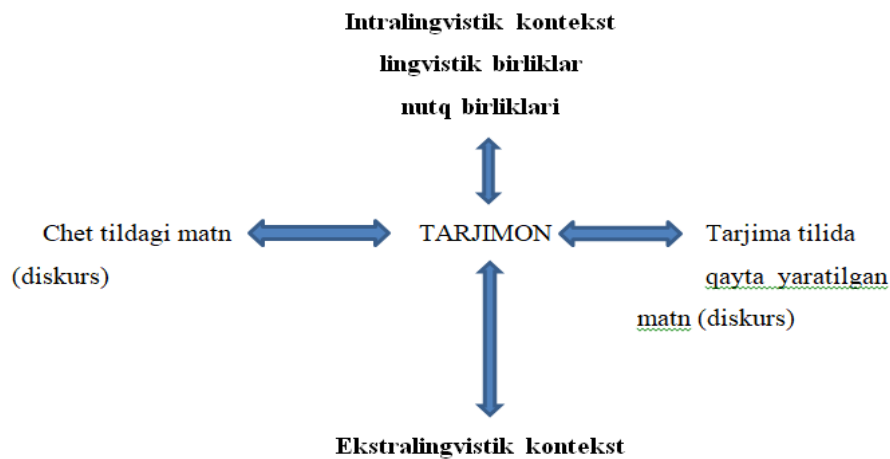 Intralingvistik kontekst
lingvistik birliklar
nutq birliklari
Chet tildagi matn
(diskurs)
TARJIMON
Tarjima tilida
qayta yaratilgan
matn (diskurs)
Ekstralingvistik kontekst